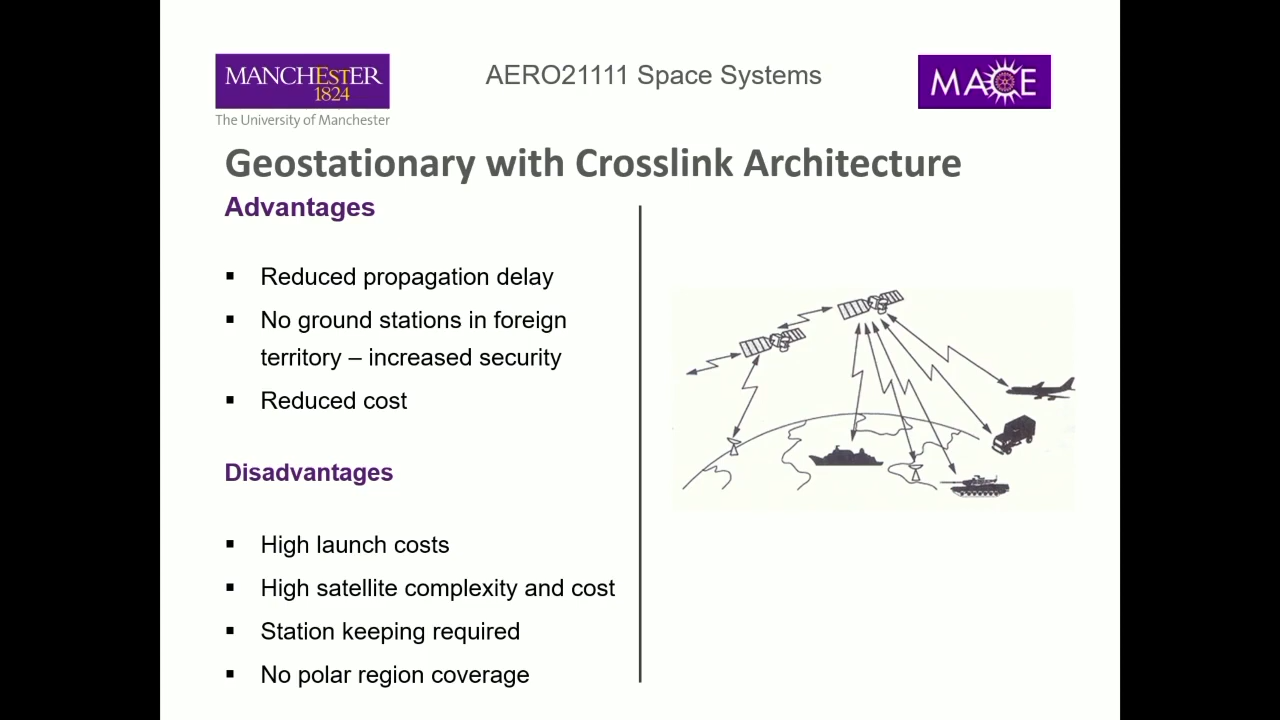 MANCHESTER
1824
The University of Manchester
AERO21111 Space Systems
MACE
Geostationary with Crosslink Architecture
Advantages
▪ Reduced propagation delay
▪ No ground stations in foreign
territory – increased security
▪ Reduced cost
Disadvantages
▪ High launch costs
▪ High satellite complexity and cost
▪ Station keeping required
▪ No polar region coverage